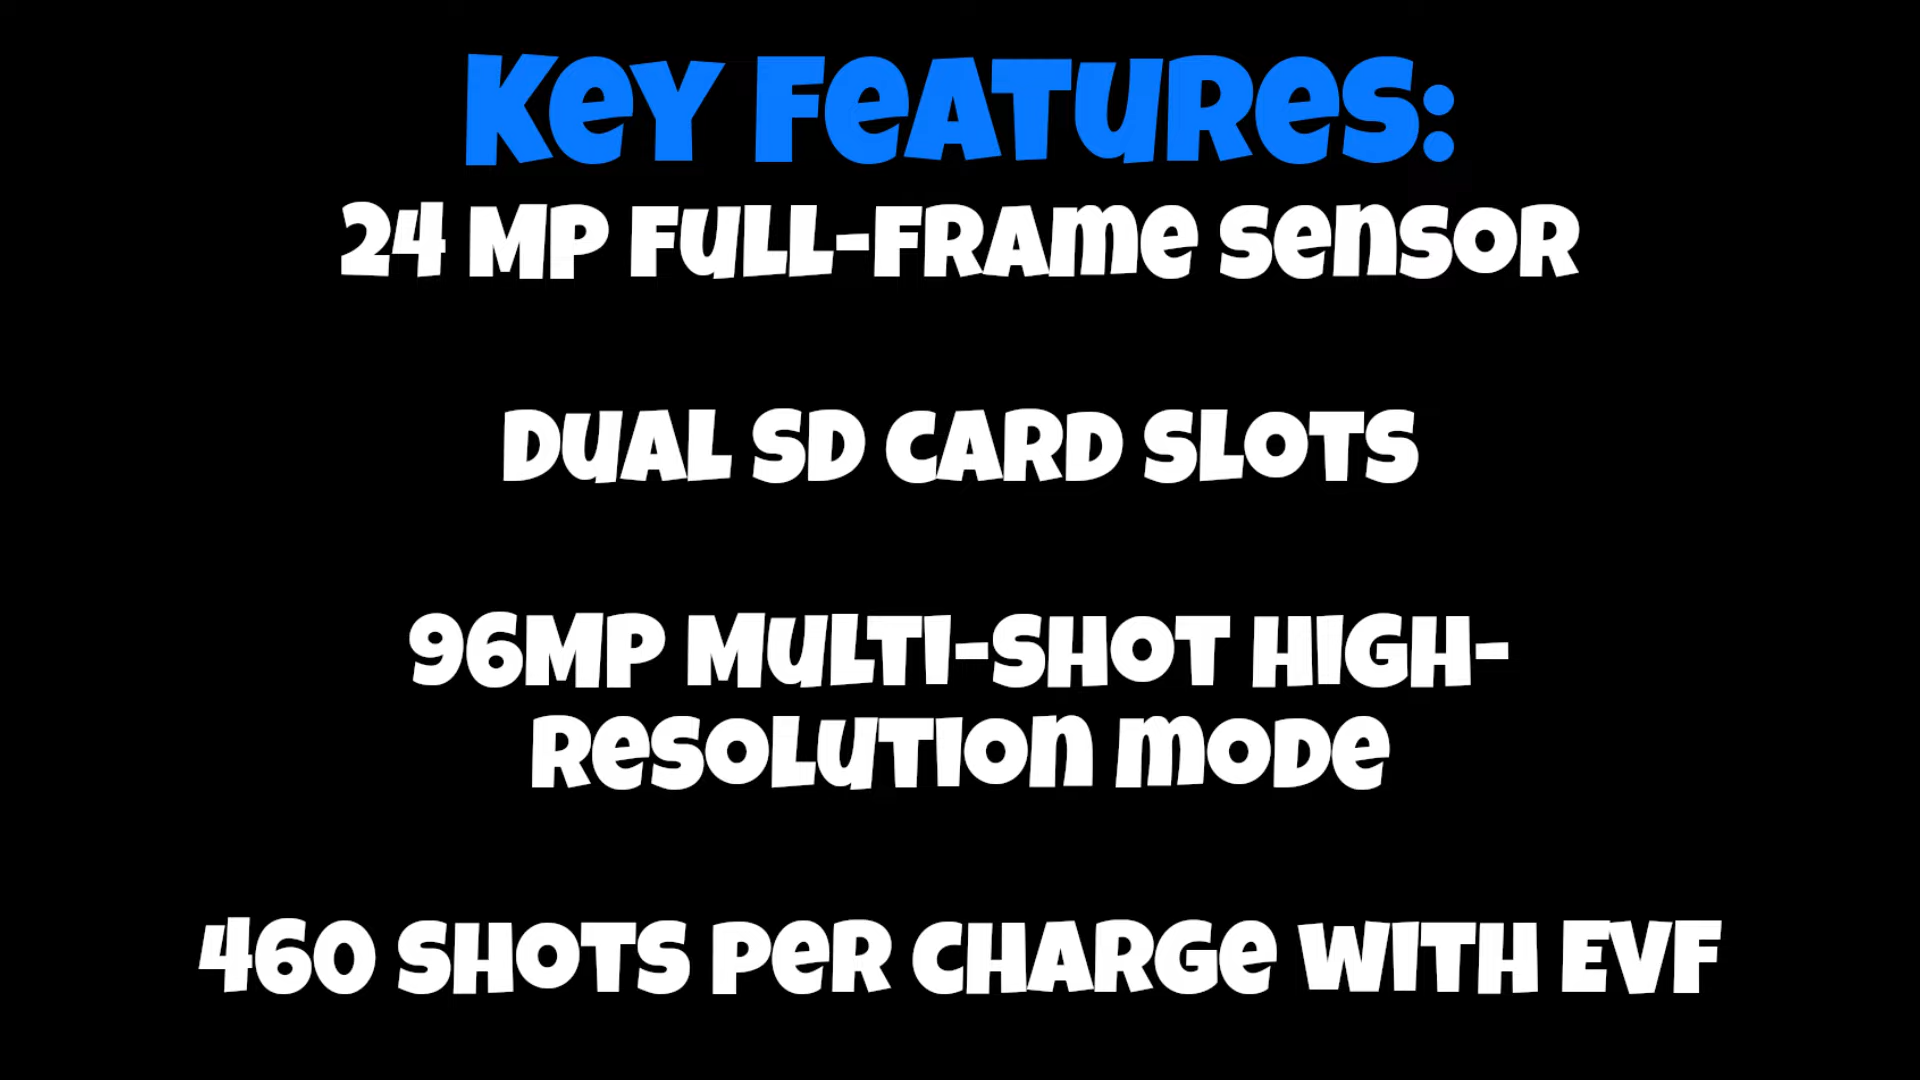 Key Features:
24 MP Full-Frame Sensor
Dual SD Card Slots
96MP Multi-Shot High-
Resolution Mode
460 Shots Per Charge with EVF